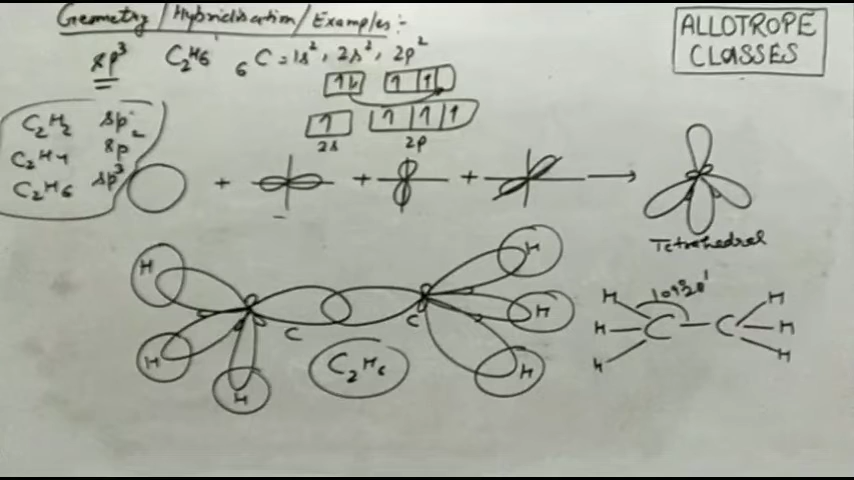 Geometry / Hybridisation / Examples :-
ALLOTROPE
CLASSES
sp³ C₂H₆ ₆C = 1s², 2s², 2p²
2s 2p
C₂H₂ sp
C₂H₄ sp²
C₂H₆ sp³
+ + +
Tetrahedral
H H
C C
H H
H H
C₂H₆
109°28'
H H
H C C H
H H